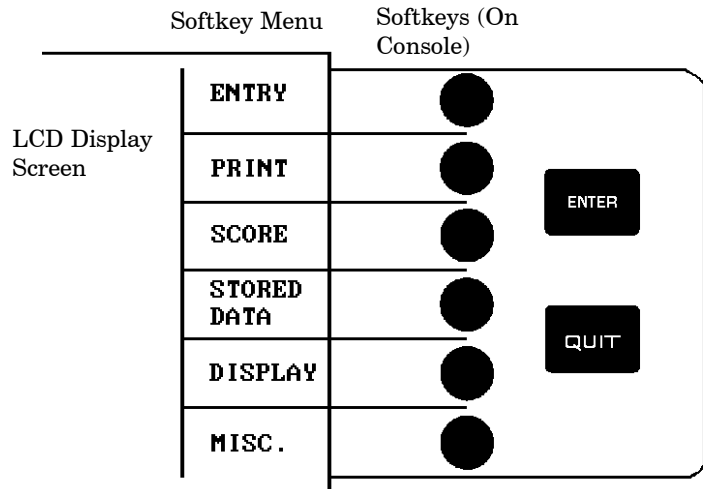 Softkey Menu
Softkeys (On
Console)
LCD Display
Screen
ENTRY
PRINT
SCORE
STORED
DATA
DISPLAY
MISC.
ENTER
QUIT